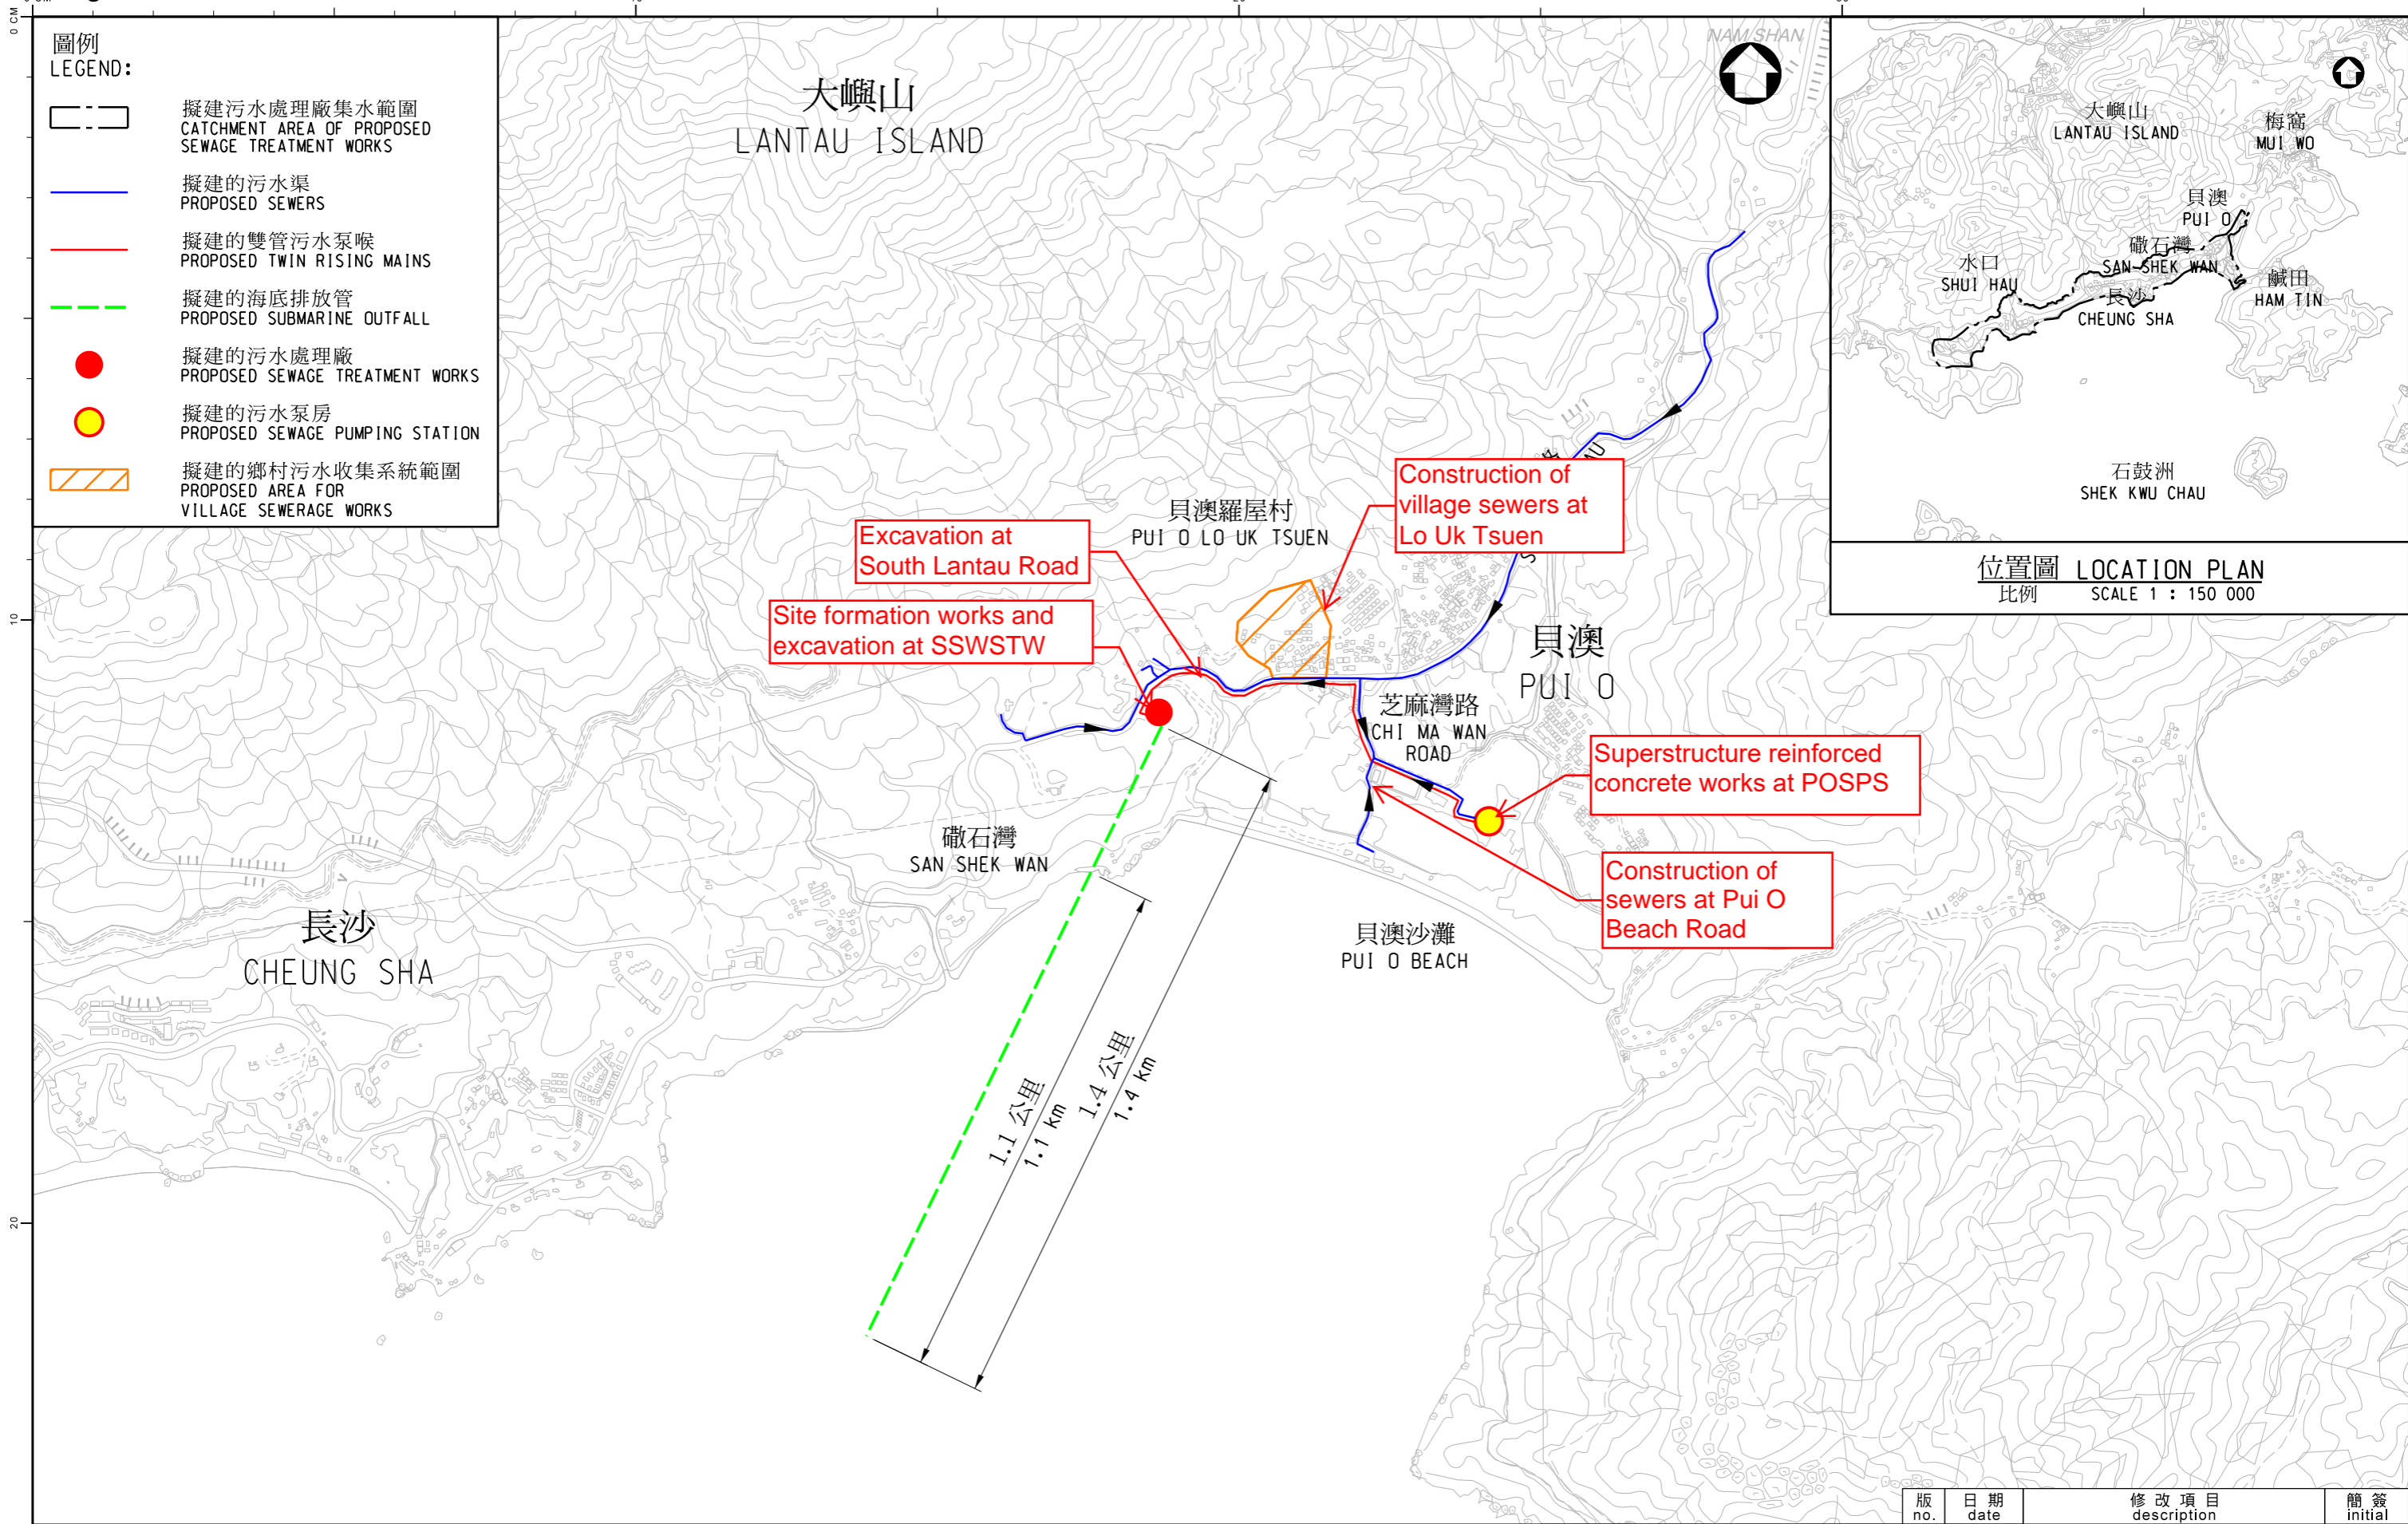 0 CM
10
20
圖例
LEGEND:
擬建污水處理廠集水範圍
CATCHMENT AREA OF PROPOSED
SEWAGE TREATMENT WORKS
擬建的污水渠
PROPOSED SEWERS
擬建的雙管污水泵喉
PROPOSED TWIN RISING MAINS
擬建的海底排放管
PROPOSED SUBMARINE OUTFALL
擬建的污水處理廠
PROPOSED SEWAGE TREATMENT WORKS
擬建的污水泵房
PROPOSED SEWAGE PUMPING STATION
擬建的鄉村污水收集系統範圍
PROPOSED AREA FOR
VILLAGE SEWERAGE WORKS
大嶼山
LANTAU ISLAND
NAM SHAN
大嶼山
LANTAU ISLAND
梅窩
MUI WO
貝澳
PUI O
磡石灣
SAN SHEK WAN
水口
SHUI HAU
鹹田
HAM TIN
長沙
CHEUNG SHA
石鼓洲
SHEK KWU CHAU
位置圖 LOCATION PLAN
比例 SCALE 1 : 150 000
Construction of
village sewers at
Lo Uk Tsuen
貝澳羅屋村
PUI O LO UK TSUEN
Excavation at
South Lantau Road
Site formation works and
excavation at SSWSTW
貝澳
PUI O
芝麻灣路
CHI MA WAN
ROAD
Superstructure reinforced
concrete works at POSPS
Construction of
sewers at Pui O
Beach Road
磡石灣
SAN SHEK WAN
長沙
CHEUNG SHA
貝澳沙灘
PUI O BEACH
1.1 公里
1.1 km
1.4 公里
1.4 km
版 日期 修改項目 簡簽
no. date description initial